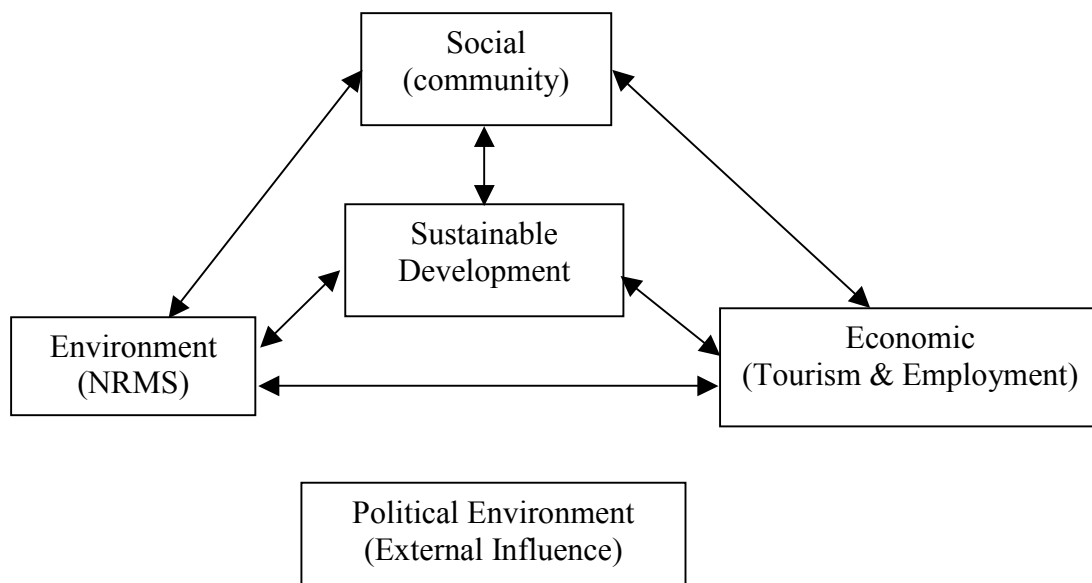 Social
(community)
Sustainable
Development
Environment
(NRMS)
Economic
(Tourism & Employment)
Political Environment
(External Influence)